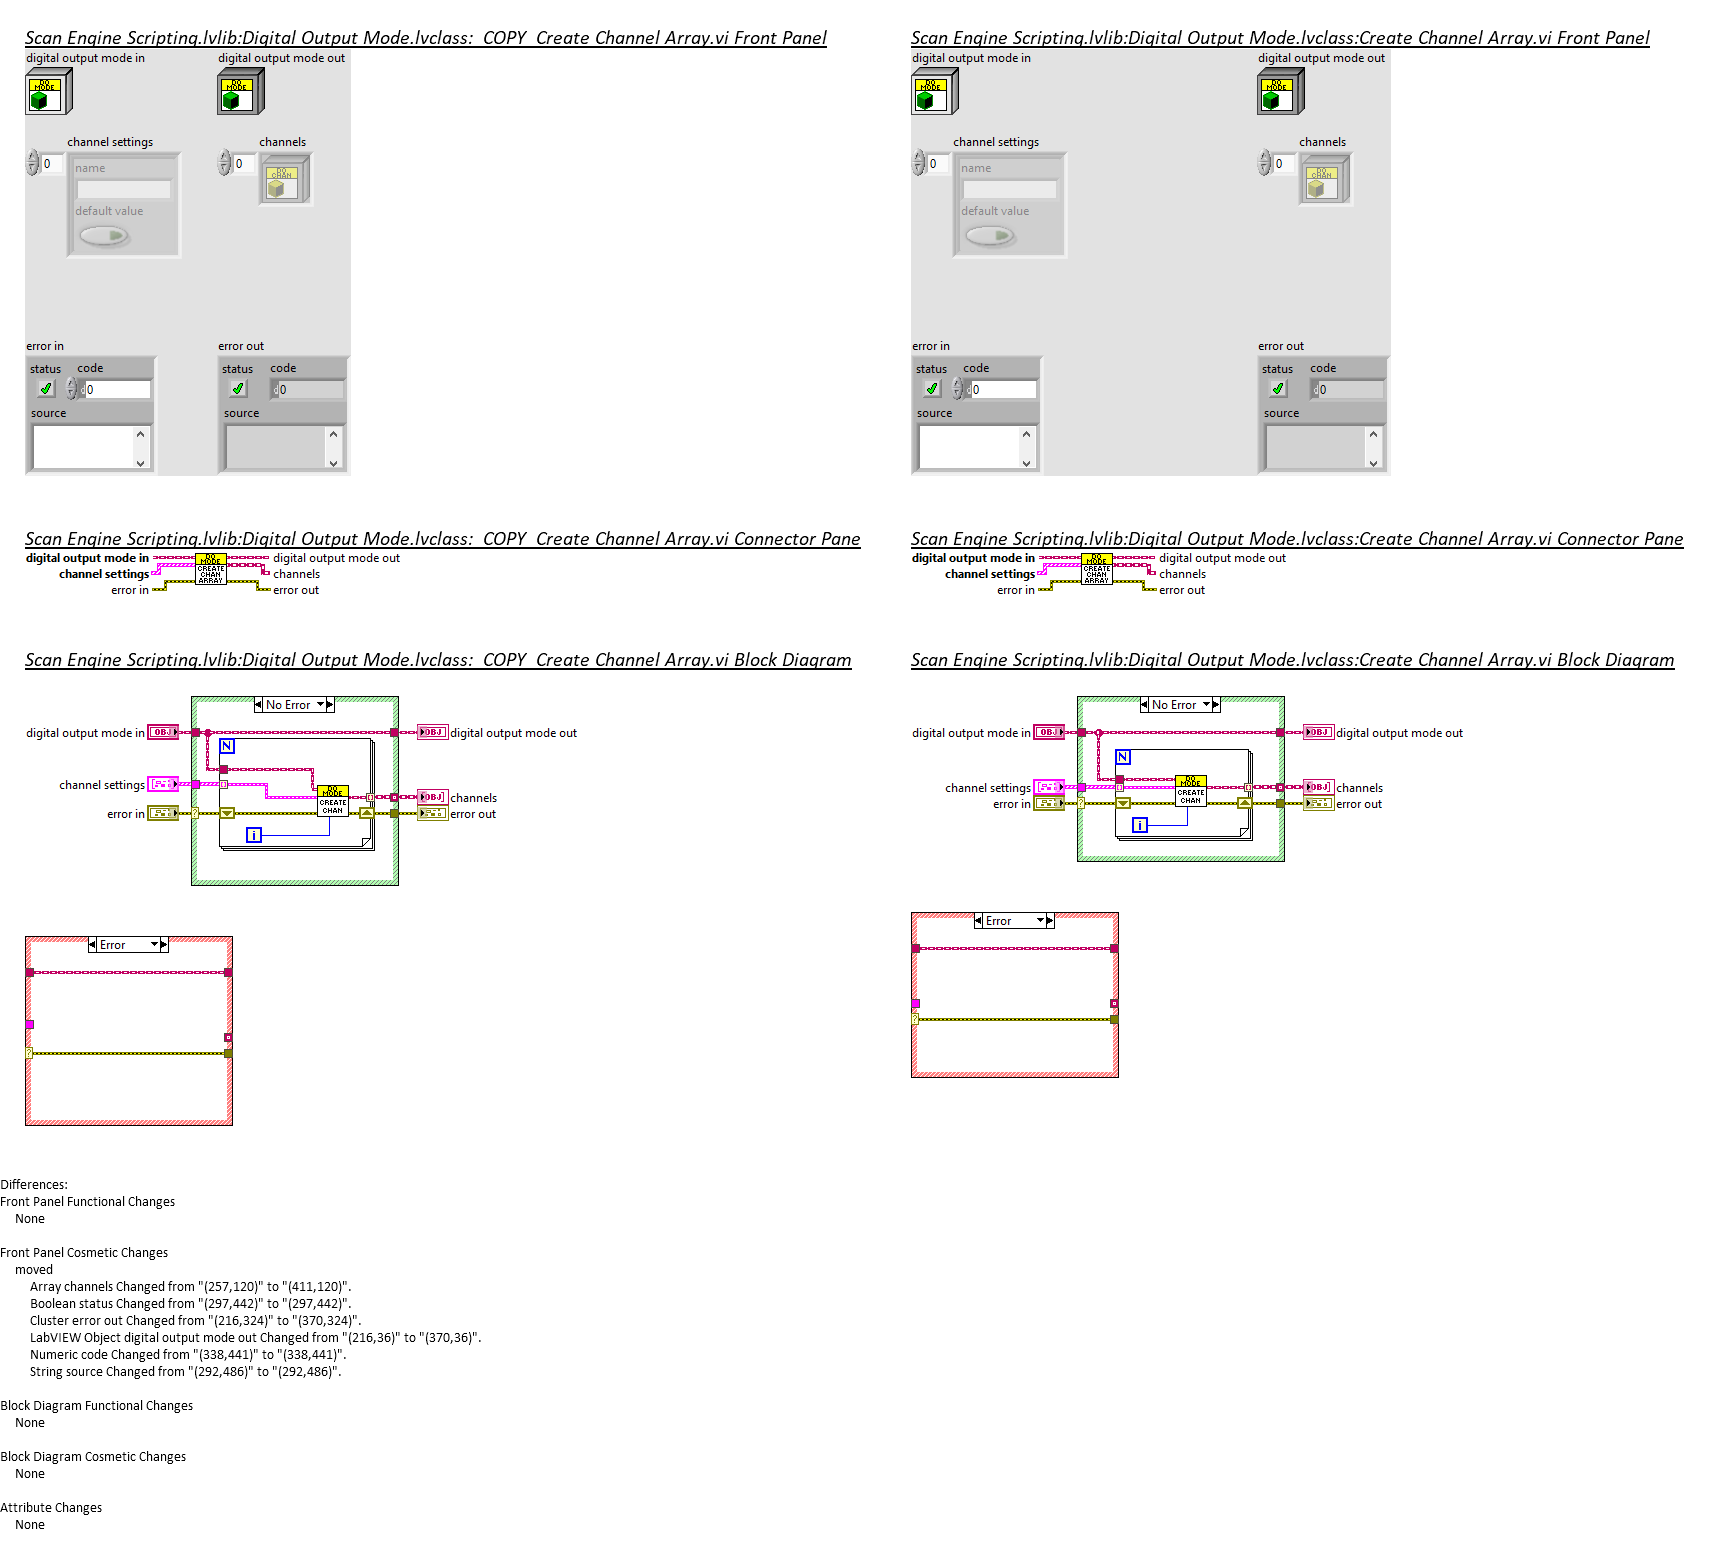 Scan Engine Scripting.lvlib:Digital Output Mode.lvclass:_COPY_Create Channel Array.vi Front Panel
digital output mode in
digital output mode out
DO
MODE
DO
MODE
channel settings
channels
0
name
0
DO
CHAN
default value
error in
error out
status code
0
status code
0
source
source
Scan Engine Scripting.lvlib:Digital Output Mode.lvclass:Create Channel Array.vi Front Panel
digital output mode in
digital output mode out
DO
MODE
DO
MODE
channel settings
channels
0
name
0
DO
CHAN
default value
error in
error out
status code
0
status code
0
source
source
Scan Engine Scripting.lvlib:Digital Output Mode.lvclass:_COPY_Create Channel Array.vi Connector Pane
digital output mode in
channel settings
error in
DO
MODE
CREATE
CHAN
ARRAY
digital output mode out
channels
error out
Scan Engine Scripting.lvlib:Digital Output Mode.lvclass:Create Channel Array.vi Connector Pane
digital output mode in
channel settings
error in
DO
MODE
CREATE
CHAN
ARRAY
digital output mode out
channels
error out
Scan Engine Scripting.lvlib:Digital Output Mode.lvclass:_COPY_Create Channel Array.vi Block Diagram
No Error
digital output mode in
OBJ
OBJ
digital output mode out
N
channel settings
DO
MODE
CREATE
CHAN
OBJ
channels
error in
?
error out
i
Error
?
Scan Engine Scripting.lvlib:Digital Output Mode.lvclass:Create Channel Array.vi Block Diagram
No Error
digital output mode in
OBJ
OBJ
digital output mode out
N
channel settings
DO
MODE
CREATE
CHAN
OBJ
channels
error in
?
error out
i
Error
?
Differences:
Front Panel Functional Changes
None
Front Panel Cosmetic Changes
moved
Array channels Changed from "(257,120)" to "(411,120)".
Boolean status Changed from "(297,442)" to "(297,442)".
Cluster error out Changed from "(216,324)" to "(370,324)".
LabVIEW Object digital output mode out Changed from "(216,36)" to "(370,36)".
Numeric code Changed from "(338,441)" to "(338,441)".
String source Changed from "(292,486)" to "(292,486)".
Block Diagram Functional Changes
None
Block Diagram Cosmetic Changes
None
Attribute Changes
None